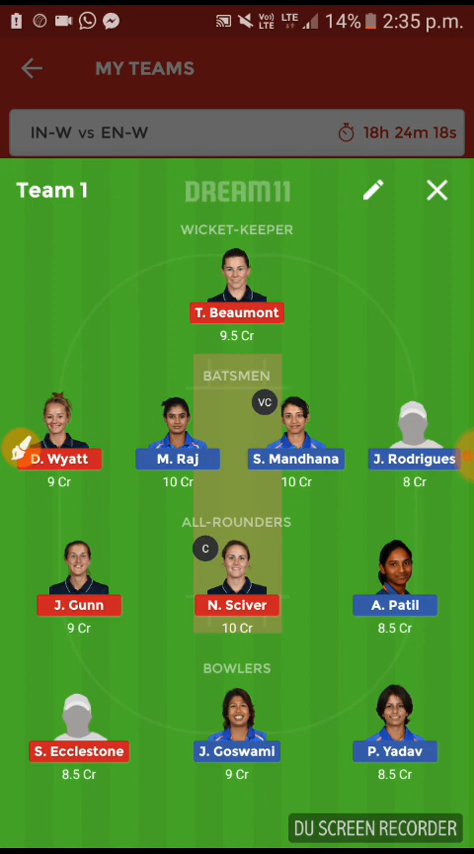 Vo)) LTE LTE 14% 2:35 p.m.
MY TEAMS
IN-W vs EN-W 18h 24m 18s
Team 1 DREAM11
WICKET-KEEPER
T. Beaumont
9.5 Cr
BATSMEN
VC
D. Wyatt M. Raj S. Mandhana J. Rodrigues
9 Cr 10 Cr 10 Cr 8 Cr
ALL-ROUNDERS
C
J. Gunn N. Sciver A. Patil
9 Cr 10 Cr 8.5 Cr
BOWLERS
S. Ecclestone J. Goswami P. Yadav
8.5 Cr 9 Cr 8.5 Cr
DU SCREEN RECORDER